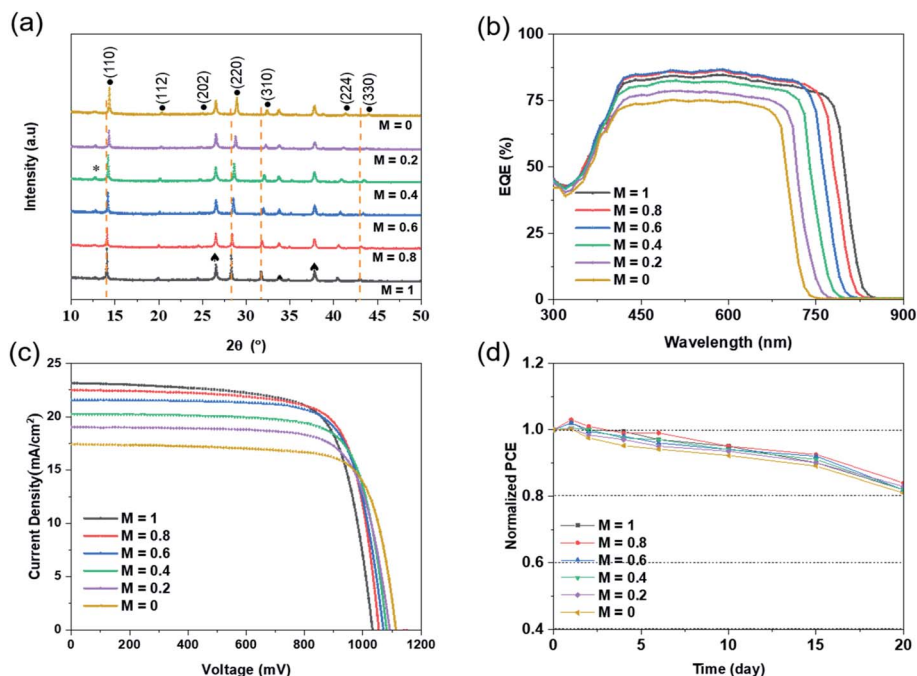 (a)
(110)
(112)
(202)
(220)
(310)
(224)
(330)
M = 0
M = 0.2
*
M = 0.4
M = 0.6
M = 0.8
M = 1
Intensity (a.u)
10 15 20 25 30 35 40 45 50
2θ (°)
(b)
100
75
50
25
0
EQE (%)
M = 1
M = 0.8
M = 0.6
M = 0.4
M = 0.2
M = 0
300 450 600 750 900
Wavelength (nm)
(c)
25
20
15
10
5
0
Current Density(mA/cm²)
M = 1
M = 0.8
M = 0.6
M = 0.4
M = 0.2
M = 0
0 200 400 600 800 1000 1200
Voltage (mV)
(d)
1.2
1.0
0.8
0.6
0.4
Normalized PCE
M = 1
M = 0.8
M = 0.6
M = 0.4
M = 0.2
M = 0
0 5 10 15 20
Time (day)